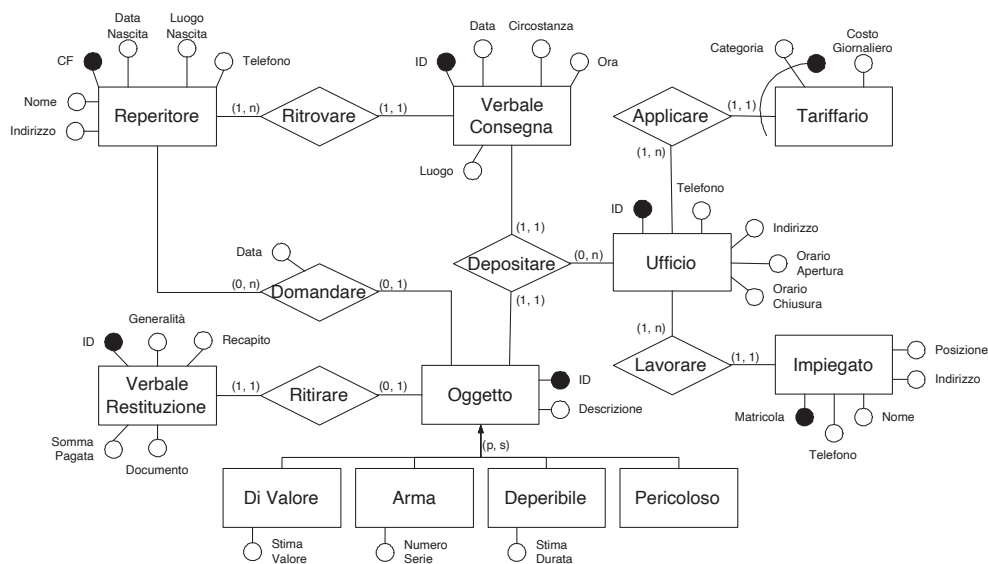 Data
Nascita
Luogo
Nascita
CF
Telefono
Nome
Indirizzo
Reperitore
(1, n)
Ritrovare
(1, 1)
Data
Circostanza
ID
Ora
Verbale
Consegna
Luogo
Categoria
Costo
Giornaliero
Applicare
(1, 1)
Tariffario
(1, n)
Telefono
ID
Indirizzo
Orario
Apertura
Orario
Chiusura
Ufficio
(1, 1)
Depositare
(0, n)
(1, 1)
Data
(0, n)
Domandare
(0, 1)
(1, n)
Lavorare
(1, 1)
Impiegato
Posizione
Indirizzo
Matricola
Nome
Telefono
Generalità
ID
Recapito
Verbale
Restituzione
(1, 1)
Ritirare
(0, 1)
Oggetto
ID
Descrizione
Somma
Pagata
Documento
(p, s)
Di Valore
Arma
Deperibile
Pericoloso
Stima
Valore
Numero
Serie
Stima
Durata